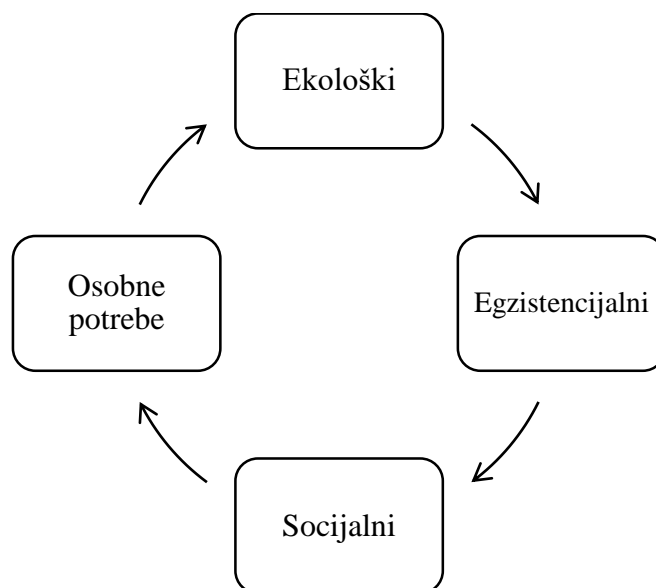 Ekološki
Egzistencijalni
Socijalni
Osobne
potrebe